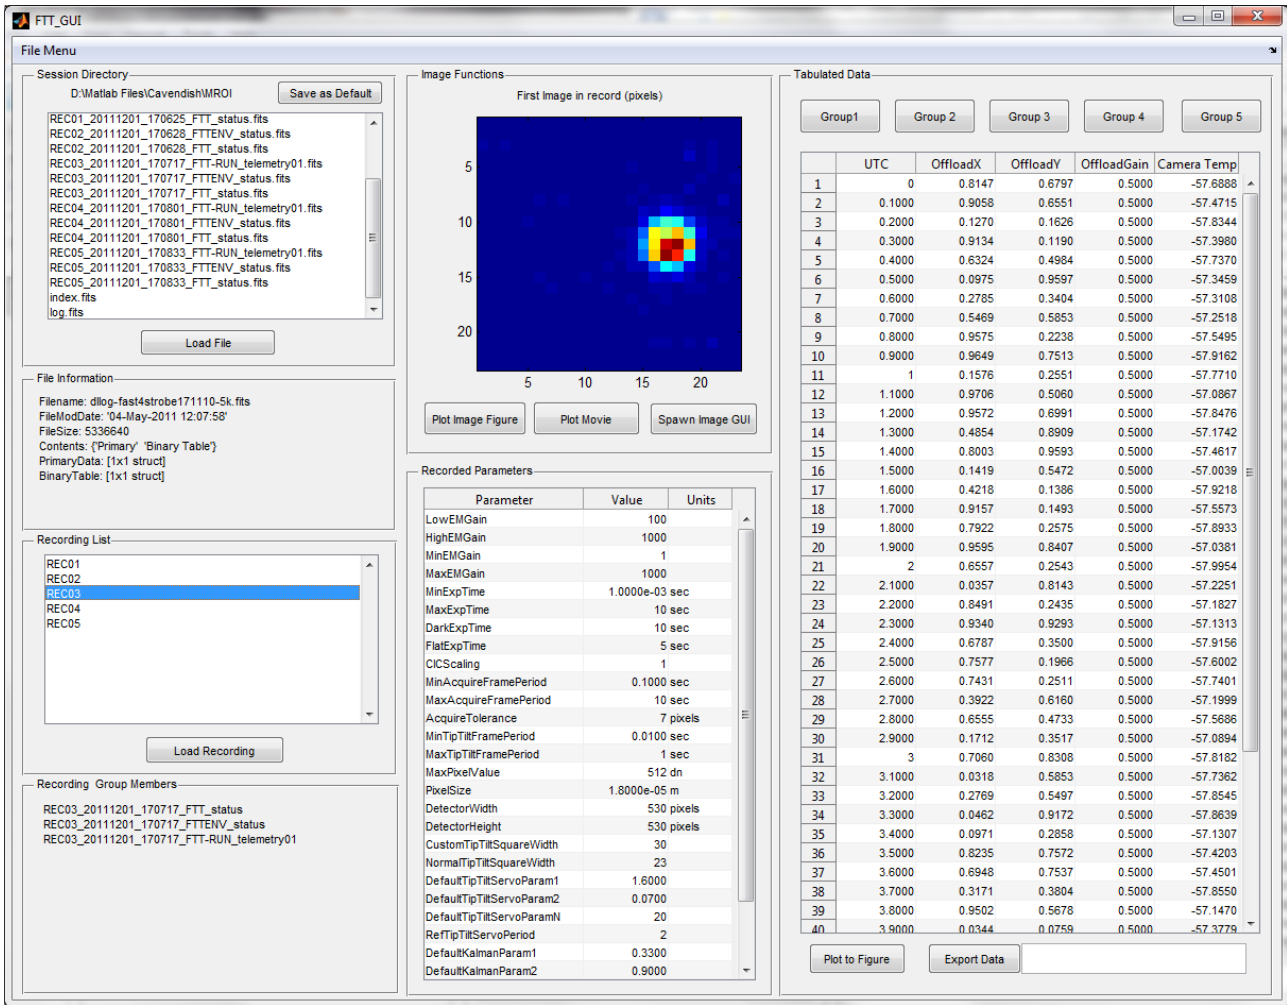 FTT_GUI
File Menu
Session Directory
D:\Matlab Files\Cavendish\MROI
Save as Default
REC01_20111201_170625_FTT_status.fits
REC02_20111201_170628_FTTENV_status.fits
REC02_20111201_170628_FTT_status.fits
REC03_20111201_170717_FTT-RUN_telemetry01.fits
REC03_20111201_170717_FTTENV_status.fits
REC03_20111201_170717_FTT_status.fits
REC04_20111201_170801_FTT-RUN_telemetry01.fits
REC04_20111201_170801_FTTENV_status.fits
REC04_20111201_170801_FTT_status.fits
REC05_20111201_170833_FTT-RUN_telemetry01.fits
REC05_20111201_170833_FTTENV_status.fits
REC05_20111201_170833_FTT_status.fits
index.fits
log.fits
Load File
File Information
Filename: dllog-fast4strobe171110-5k.fits
FileModDate: '04-May-2011 12:07:58'
FileSize: 5336640
Contents: {'Primary' 'Binary Table'}
PrimaryData: [1x1 struct]
BinaryTable: [1x1 struct]
Recording List
REC01
REC02
REC03
REC04
REC05
Load Recording
Recording Group Members
REC03_20111201_170717_FTT_status
REC03_20111201_170717_FTTENV_status
REC03_20111201_170717_FTT-RUN_telemetry01
Image Functions
First Image in record (pixels)
5
10
15
20
5 10 15 20
Plot Image Figure Plot Movie Spawn Image GUI
Recorded Parameters
Parameter Value Units
LowEMGain 100
HighEMGain 1000
MinEMGain 1
MaxEMGain 1000
MinExpTime 1.0000e-03 sec
MaxExpTime 10 sec
DarkExpTime 10 sec
FlatExpTime 5 sec
CICScaling 1
MinAcquireFramePeriod 0.1000 sec
MaxAcquireFramePeriod 10 sec
AcquireTolerance 7 pixels
MinTipTiltFramePeriod 0.0100 sec
MaxTipTiltFramePeriod 1 sec
MaxPixelValue 512 dn
PixelSize 1.8000e-05 m
DetectorWidth 530 pixels
DetectorHeight 530 pixels
CustomTipTiltSquareWidth 30
NormalTipTiltSquareWidth 23
DefaultTipTiltServoParam1 1.6000
DefaultTipTiltServoParam2 0.0700
DefaultTipTiltServoParamN 20
RefTipTiltServoPeriod 2
DefaultKalmanParam1 0.3300
DefaultKalmanParam2 0.9000
Tabulated Data
Group1 Group 2 Group 3 Group 4 Group 5
UTC OffloadX OffloadY OffloadGain Camera Temp
1 0 0.8147 0.6797 0.5000 -57.6888
2 0.1000 0.9058 0.6551 0.5000 -57.4715
3 0.2000 0.1270 0.1626 0.5000 -57.8344
4 0.3000 0.9134 0.1190 0.5000 -57.3980
5 0.4000 0.6324 0.4984 0.5000 -57.7370
6 0.5000 0.0975 0.9597 0.5000 -57.3459
7 0.6000 0.2785 0.3404 0.5000 -57.3108
8 0.7000 0.5469 0.5853 0.5000 -57.2518
9 0.8000 0.9575 0.2238 0.5000 -57.5495
10 0.9000 0.9649 0.7513 0.5000 -57.9162
11 1 0.1576 0.2551 0.5000 -57.7710
12 1.1000 0.9706 0.5060 0.5000 -57.0867
13 1.2000 0.9572 0.6991 0.5000 -57.8476
14 1.3000 0.4854 0.8909 0.5000 -57.1742
15 1.4000 0.8003 0.9593 0.5000 -57.4617
16 1.5000 0.1419 0.5472 0.5000 -57.0039
17 1.6000 0.4218 0.1386 0.5000 -57.9218
18 1.7000 0.9157 0.1493 0.5000 -57.5573
19 1.8000 0.7922 0.2575 0.5000 -57.8933
20 1.9000 0.9595 0.8407 0.5000 -57.0381
21 2 0.6557 0.2543 0.5000 -57.9954
22 2.1000 0.0357 0.8143 0.5000 -57.2251
23 2.2000 0.8491 0.2435 0.5000 -57.1827
24 2.3000 0.9340 0.9293 0.5000 -57.1313
25 2.4000 0.6787 0.3500 0.5000 -57.9156
26 2.5000 0.7577 0.1966 0.5000 -57.6002
27 2.6000 0.7431 0.2511 0.5000 -57.7401
28 2.7000 0.3922 0.6160 0.5000 -57.1999
29 2.8000 0.6555 0.4733 0.5000 -57.5686
30 2.9000 0.1712 0.3517 0.5000 -57.0894
31 3 0.7060 0.8308 0.5000 -57.8182
32 3.1000 0.0318 0.5853 0.5000 -57.7362
33 3.2000 0.2769 0.5497 0.5000 -57.8545
34 3.3000 0.0462 0.9172 0.5000 -57.8639
35 3.4000 0.0971 0.2858 0.5000 -57.1307
36 3.5000 0.8235 0.7572 0.5000 -57.4203
37 3.6000 0.6948 0.7537 0.5000 -57.4501
38 3.7000 0.3171 0.3804 0.5000 -57.8550
39 3.8000 0.9502 0.5678 0.5000 -57.1470
40 3.9000 0.0344 0.0759 0.5000 -57.3779
Plot to Figure Export Data